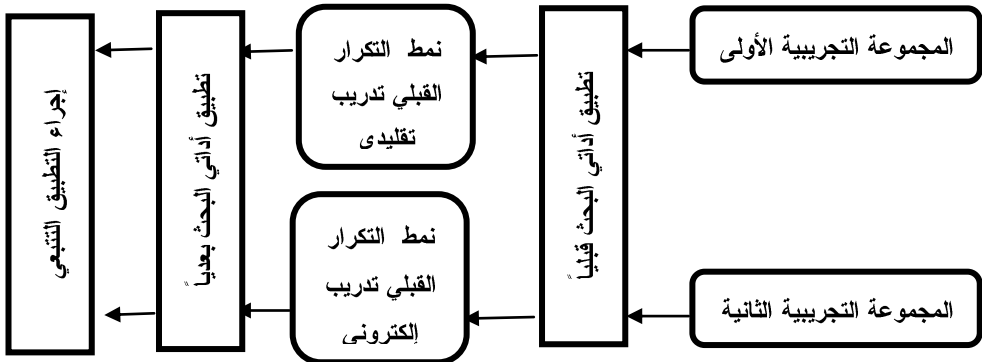 المجموعة التجريبية الأولى
المجموعة التجريبية الثانية
تطبيق أداتي البحث قبلياً
نمط التكرار
القبلي تدريب
تقليدى
نمط التكرار
القبلي تدريب
إلكترونى
تطبيق أداتي البحث بعدياً
إجراء التطبيق التتبعي